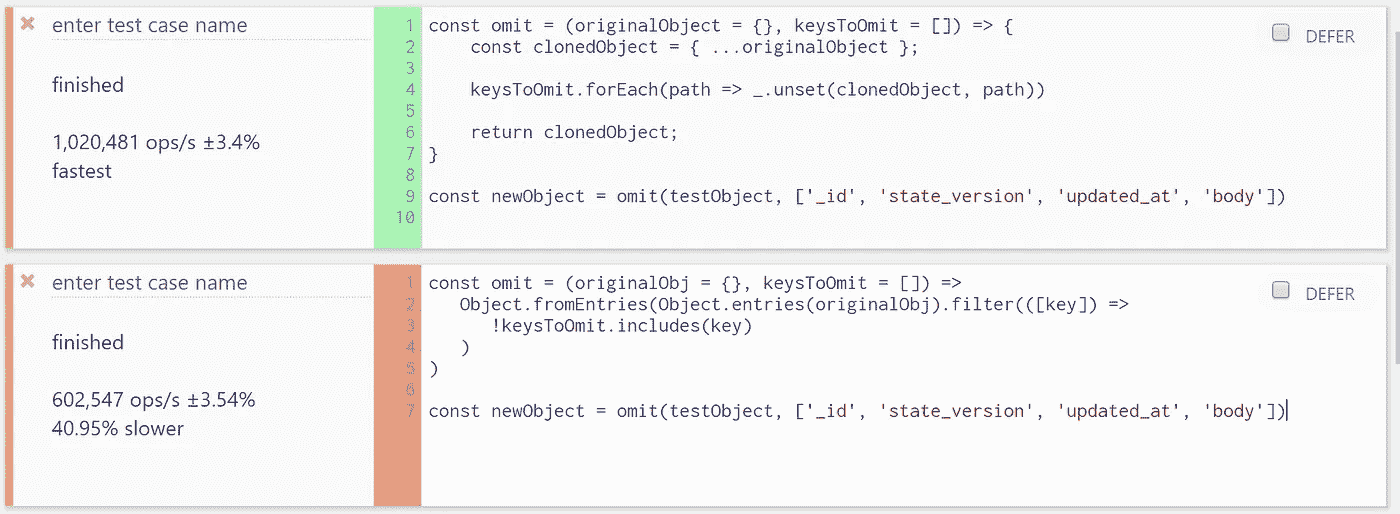 enter test case name
finished
1,020,481 ops/s ±3.4%
fastest
1 const omit = (originalObject = {}, keysToOmit = []) => {
2     const clonedObject = { ...originalObject };
3
4     keysToOmit.forEach(path => _.unset(clonedObject, path))
5
6     return clonedObject;
7 }
8
9 const newObject = omit(testObject, ['_id', 'state_version', 'updated_at', 'body'])
10
DEFER
enter test case name
finished
602,547 ops/s ±3.54%
40.95% slower
1 const omit = (originalObj = {}, keysToOmit = []) =>
2    Object.fromEntries(Object.entries(originalObj).filter(([key]) =>
3       !keysToOmit.includes(key)
4    )
5 )
6
7 const newObject = omit(testObject, ['_id', 'state_version', 'updated_at', 'body'])
DEFER